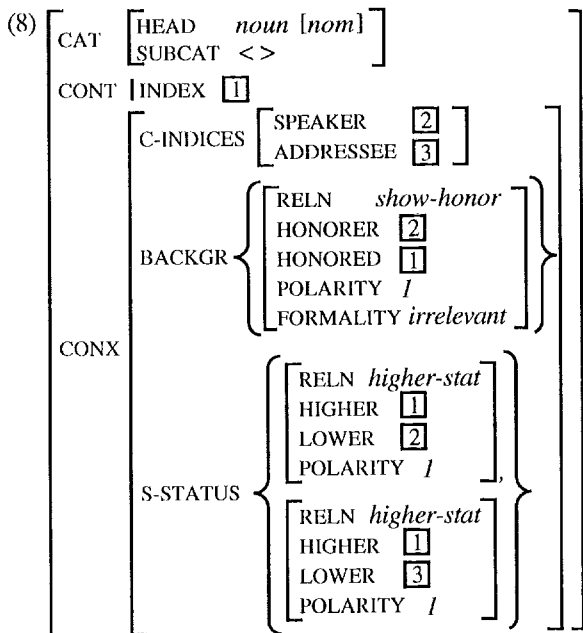 (8)
CAT HEAD noun [nom]
SUBCAT < >
CONT INDEX 1
C-INDICES SPEAKER 2
ADDRESSEE 3
RELN show-honor
HONORER 2
BACKGR HONORED 1
POLARITY 1
FORMALITY irrelevant
CONX
RELN higher-stat
HIGHER 1
LOWER 2
POLARITY 1 ,
S-STATUS
RELN higher-stat
HIGHER 1
LOWER 3
POLARITY 1